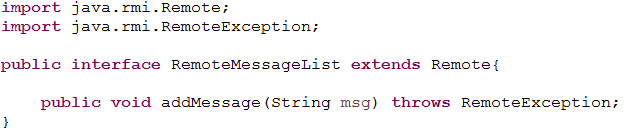 import java.rmi.Remote;
import java.rmi.RemoteException;
public interface RemoteMessageList extends Remote{
public void addMessage(String msg) throws RemoteException;
}